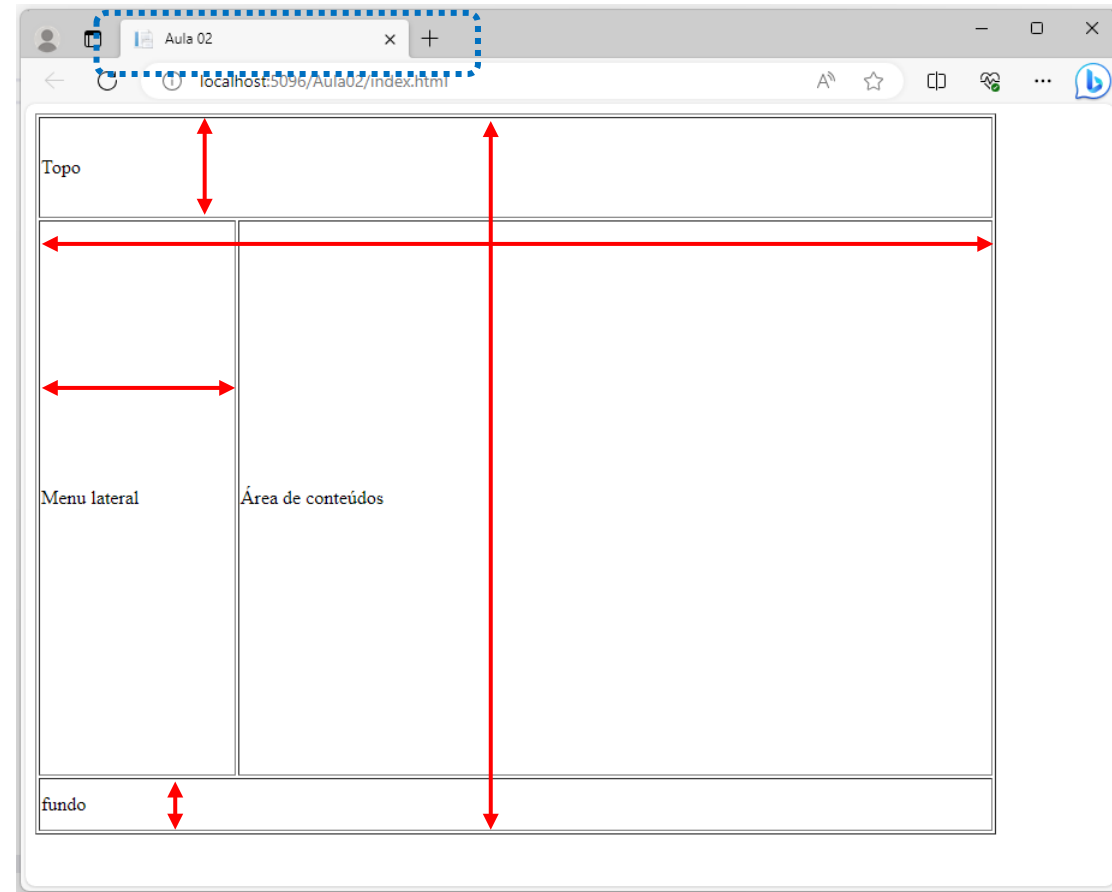 Aula 02
localhost:5096/Aula02/index.html
Topo
Menu lateral
Área de conteúdos
fundo